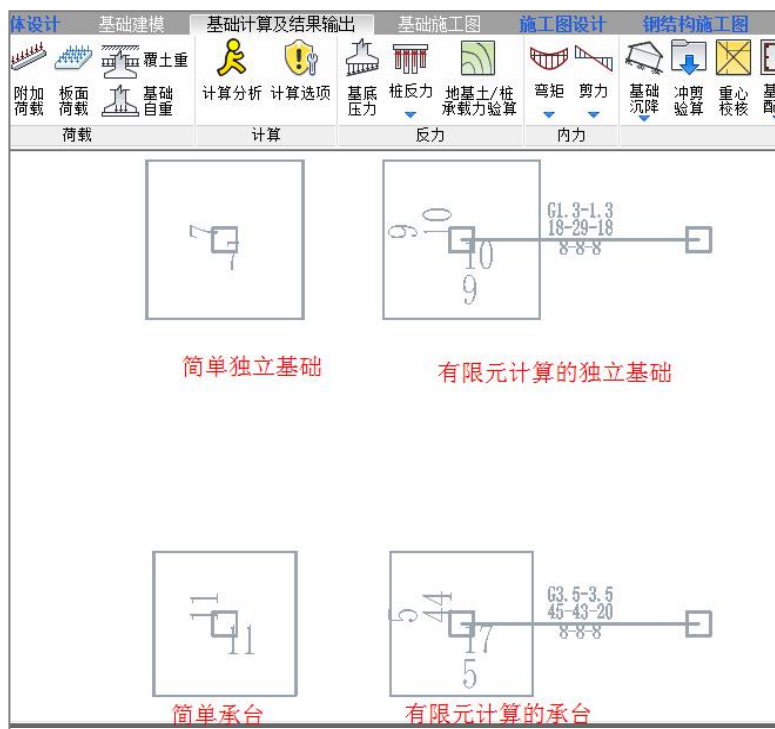 体设计 基础建模 基础计算及结果输出 基础施工图 施工图设计 钢结构施工图
附加荷载 板面荷载 覆土重 基础自重 计算分析 计算选项 基底压力 桩反力 地基土/桩承载力验算 弯矩 剪力 基础沉降 冲剪验算 重心校核
荷载 计算 反力 内力
7 7
9 10 10 9
G1.3-1.3
18-29-18
8-8-8
简单独立基础 有限元计算的独立基础
11 11
5 44 17 5
G3.5-3.5
45-43-20
8-8-8
简单承台 有限元计算的承台